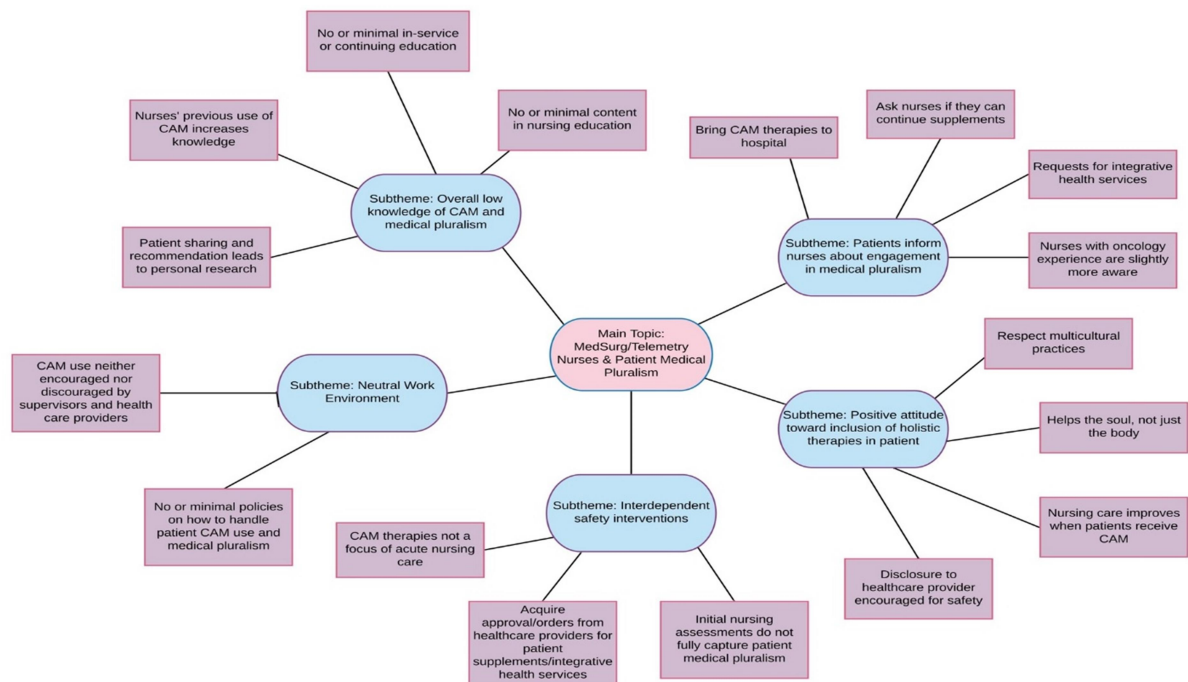 No or minimal in-service
or continuing education
Nurses' previous use of
CAM increases
knowledge
No or minimal content
in nursing education
Subtheme: Overall low
knowledge of CAM and
medical pluralism
Patient sharing and
recommendation leads
to personal research
Bring CAM therapies to
hospital
Ask nurses if they can
continue supplements
Requests for integrative
health services
Subtheme: Patients inform
nurses about engagement
in medical pluralism
Nurses with oncology
experience are slightly
more aware
Main Topic:
MedSurg/Telemetry
Nurses & Patient Medical
Pluralism
CAM use neither
encouraged nor
discouraged by
supervisors and health
care providers
Subtheme: Neutral Work
Environment
No or minimal policies
on how to handle
patient CAM use and
medical pluralism
Respect multicultural
practices
Subtheme: Positive attitude
toward inclusion of holistic
therapies in patient
Helps the soul, not just
the body
Nursing care improves
when patients receive
CAM
Disclosure to
healthcare provider
encouraged for safety
Subtheme: Interdependent
safety interventions
CAM therapies not a
focus of acute nursing
care
Acquire
approval/orders from
healthcare providers for
patient
supplements/integrative
health services
Initial nursing
assessments do not
fully capture patient
medical pluralism